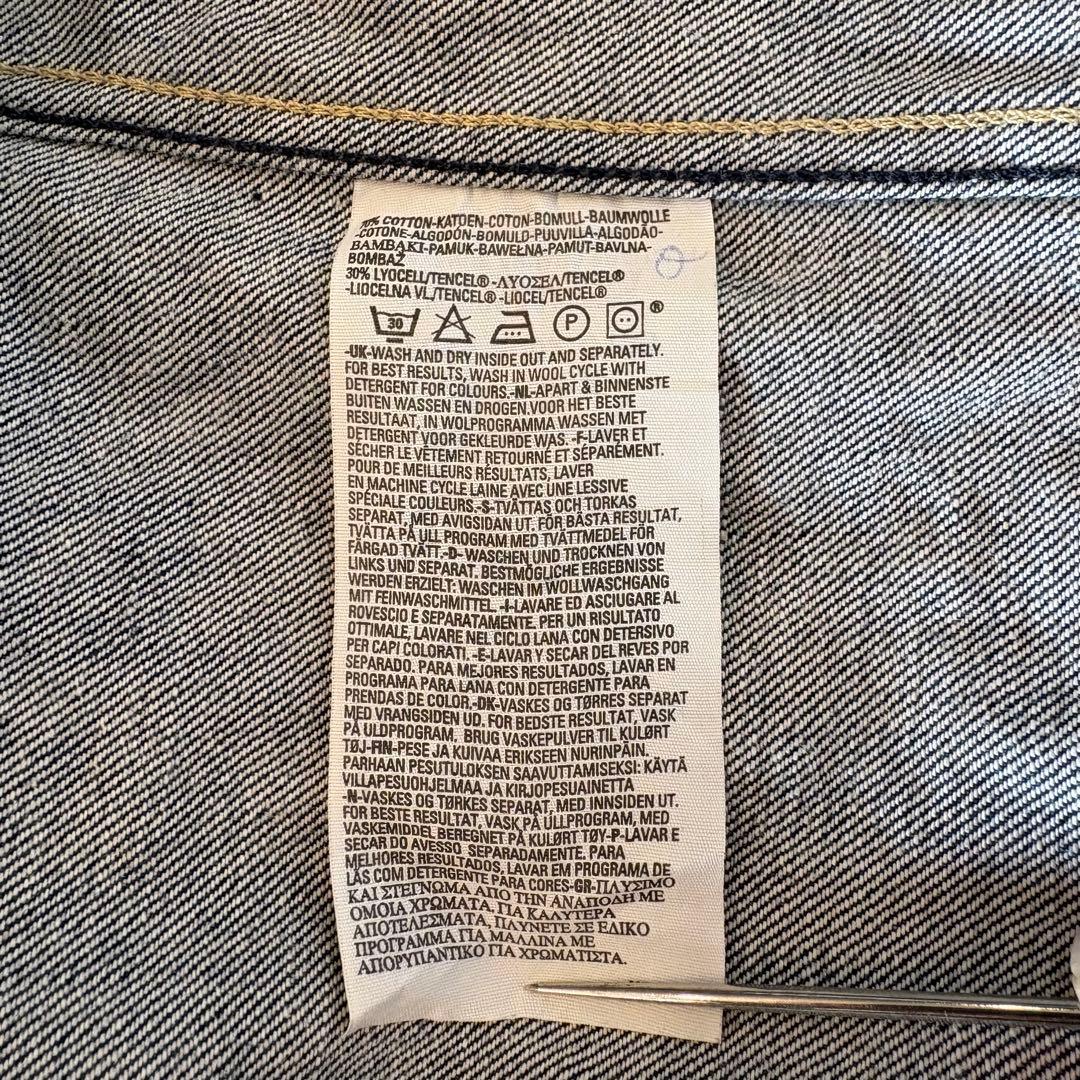 70% COTTON-KATOEN-COTON-BOMULL-BAUMWOLLE
-COTONE-ALGODÓN-BOMULD-PUUVILLA-ALGODÃO-
ΒΑΜΒΑΚΙ-PAMUK-BAWEŁNA-PAMUT-BAVLNA-
BOMBAŽ
30% LYOCELL/TENCEL®-ΛΥΟΣΕΛ/TENCEL®
-LIOCELNA VL/TENCEL®-LIOCEL/TENCEL®
30 P ®
-UK-WASH AND DRY INSIDE OUT AND SEPARATELY.
FOR BEST RESULTS, WASH IN WOOL CYCLE WITH
DETERGENT FOR COLOURS.-NL-APART & BINNENSTE
BUITEN WASSEN EN DROGEN.VOOR HET BESTE
RESULTAAT, IN WOLPROGRAMMA WASSEN MET
DETERGENT VOOR GEKLEURDE WAS. -F-LAVER ET
SÉCHER LE VÊTEMENT RETOURNÉ ET SÉPARÉMENT.
POUR DE MEILLEURS RÉSULTATS, LAVER
EN MACHINE CYCLE LAINE AVEC UNE LESSIVE
SPÉCIALE COULEURS.-S-TVÄTTAS OCH TORKAS
SEPARAT, MED AVIGSIDAN UT. FÖR BÄSTA RESULTAT,
TVÄTTA PÅ ULL PROGRAM MED TVÄTTMEDEL FÖR
FÄRGAD TVÄTT.-D- WASCHEN UND TROCKNEN VON
LINKS UND SEPARAT. BESTMÖGLICHE ERGEBNISSE
WERDEN ERZIELT: WASCHEN IM WOLLWASCHGANG
MIT FEINWASCHMITTEL. -I-LAVARE ED ASCIUGARE AL
ROVESCIO E SEPARATAMENTE. PER UN RISULTATO
OTTIMALE, LAVARE NEL CICLO LANA CON DETERSIVO
PER CAPI COLORATI. -E-LAVAR Y SECAR DEL REVES POR
SEPARADO. PARA MEJORES RESULTADOS, LAVAR EN
PROGRAMA PARA LANA CON DETERGENTE PARA
PRENDAS DE COLOR.-DK-VASKES OG TØRRES SEPARAT
MED VRANGSIDEN UD. FOR BEDSTE RESULTAT, VASK
PÅ ULDPROGRAM. BRUG VASKEPULVER TIL KULØRT
TØJ-FIN-PESE JA KUIVAA ERIKSEEN NURINPÄIN.
PARHAAN PESUTULOKSEN SAAVUTTAMISEKSI: KÄYTÄ
VILLAPESUOHJELMAA JA KIRJOPESUAINETTA
-N-VASKES OG TØRKES SEPARAT, MED INNSIDEN UT.
FOR BESTE RESULTAT, VASK PÅ ULLPROGRAM, MED
VASKEMIDDEL BEREGNET PÅ KULØRT TØY-P-LAVAR E
SECAR DO AVESSO SEPARADAMENTE. PARA
MELHORES RESULTADOS, LAVAR EM PROGRAMA DE
LÃS COM DETERGENTE PARA CORES-GR-ΠΛΥΣΙΜΟ
ΚΑΙ ΣΤΕΓΝΩΜΑ ΑΠΟ ΤΗΝ ΑΝΑΠΟΔΗ ΜΕ
ΟΜΟΙΑ ΧΡΩΜΑΤΑ. ΓΙΑ ΚΑΛΥΤΕΡΑ
ΑΠΟΤΕΛΕΣΜΑΤΑ, ΠΛΥΝΕΤΕ ΣΕ ΕΔΙΚΟ
ΠΡΟΓΡΑΜΜΑ ΓΙΑ ΜΑΛΛΙΝΑ ΜΕ
ΑΠΟΡΥΠΑΝΤΙΚΟ ΓΙΑ ΧΡΩΜΑΤΙΣΤΑ.